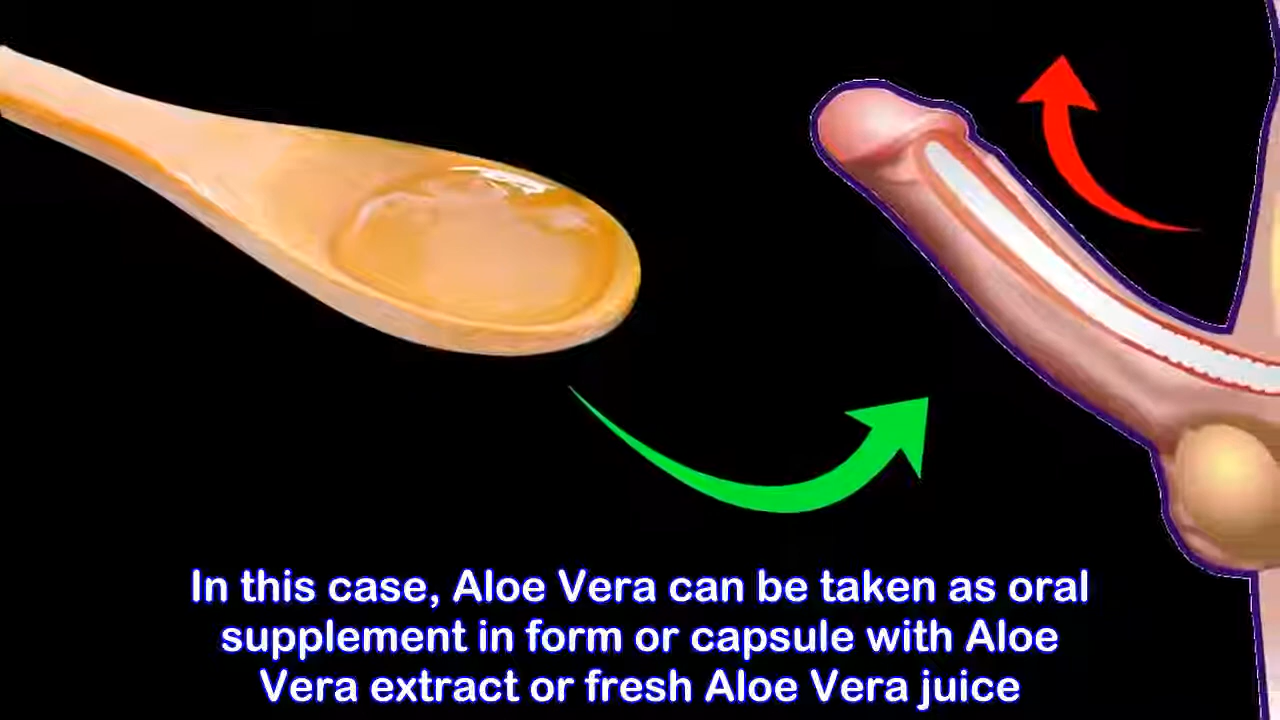 In this case, Aloe Vera can be taken as oral
supplement in form or capsule with Aloe
Vera extract or fresh Aloe Vera juice